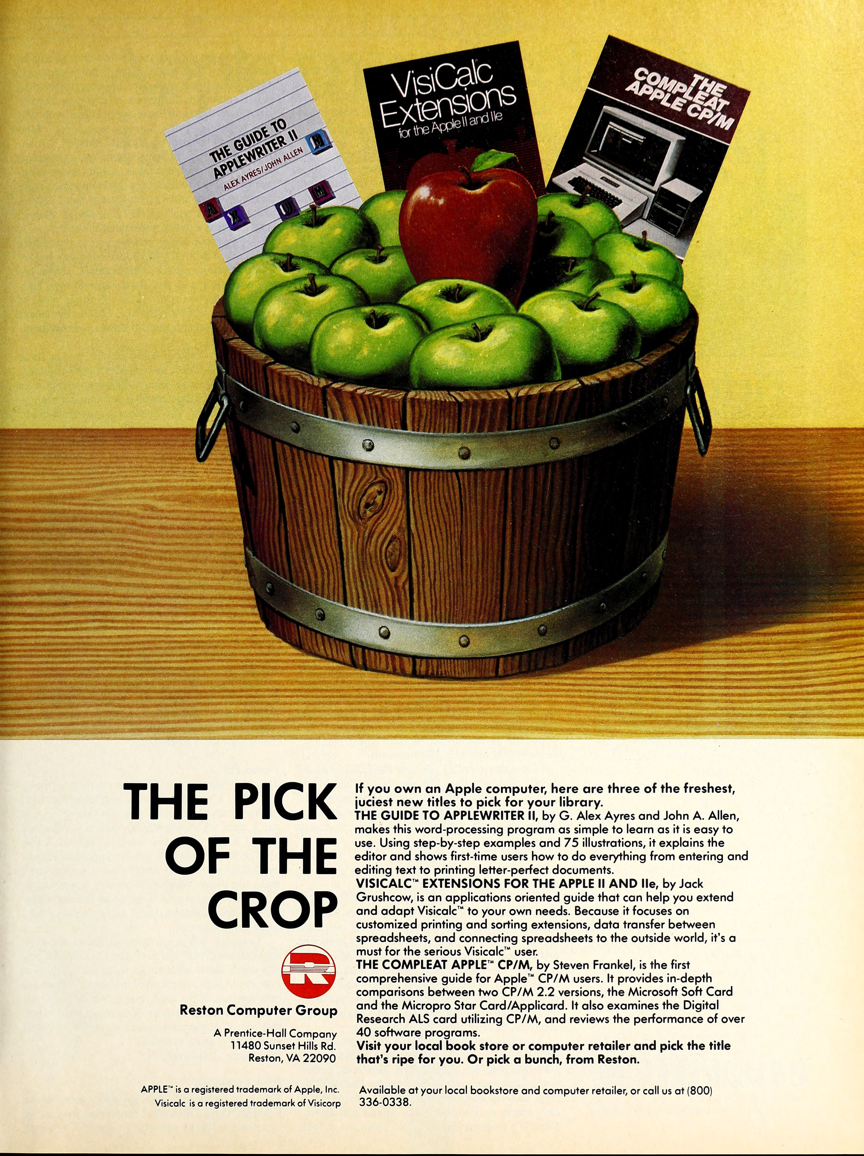 THE GUIDE TO
APPLEWRITER II
ALEX AYRES/JOHN ALLEN
VisiCalc
Extensions
for the Apple II and IIe
THE
COMPLEAT
APPLE CP/M
THE PICK
OF THE
CROP
R
Reston Computer Group
A Prentice-Hall Company
11480 Sunset Hills Rd.
Reston, VA 22090
If you own an Apple computer, here are three of the freshest,
juciest new titles to pick for your library.
THE GUIDE TO APPLEWRITER II, by G. Alex Ayres and John A. Allen,
makes this word-processing program as simple to learn as it is easy to
use. Using step-by-step examples and 75 illustrations, it explains the
editor and shows first-time users how to do everything from entering and
editing text to printing letter-perfect documents.
VISICALC™ EXTENSIONS FOR THE APPLE II AND IIe, by Jack
Grushcow, is an applications oriented guide that can help you extend
and adapt Visicalc™ to your own needs. Because it focuses on
customized printing and sorting extensions, data transfer between
spreadsheets, and connecting spreadsheets to the outside world, it's a
must for the serious Visicalc™ user.
THE COMPLEAT APPLE™ CP/M, by Steven Frankel, is the first
comprehensive guide for Apple™ CP/M users. It provides in-depth
comparisons between two CP/M 2.2 versions, the Microsoft Soft Card
and the Micropro Star Card/Applicard. It also examines the Digital
Research ALS card utilizing CP/M, and reviews the performance of over
40 software programs.
Visit your local book store or computer retailer and pick the title
that's ripe for you. Or pick a bunch, from Reston.
APPLE™ is a registered trademark of Apple, Inc.
Visicalc is a registered trademark of Visicorp
Available at your local bookstore and computer retailer, or call us at (800)
336-0338.